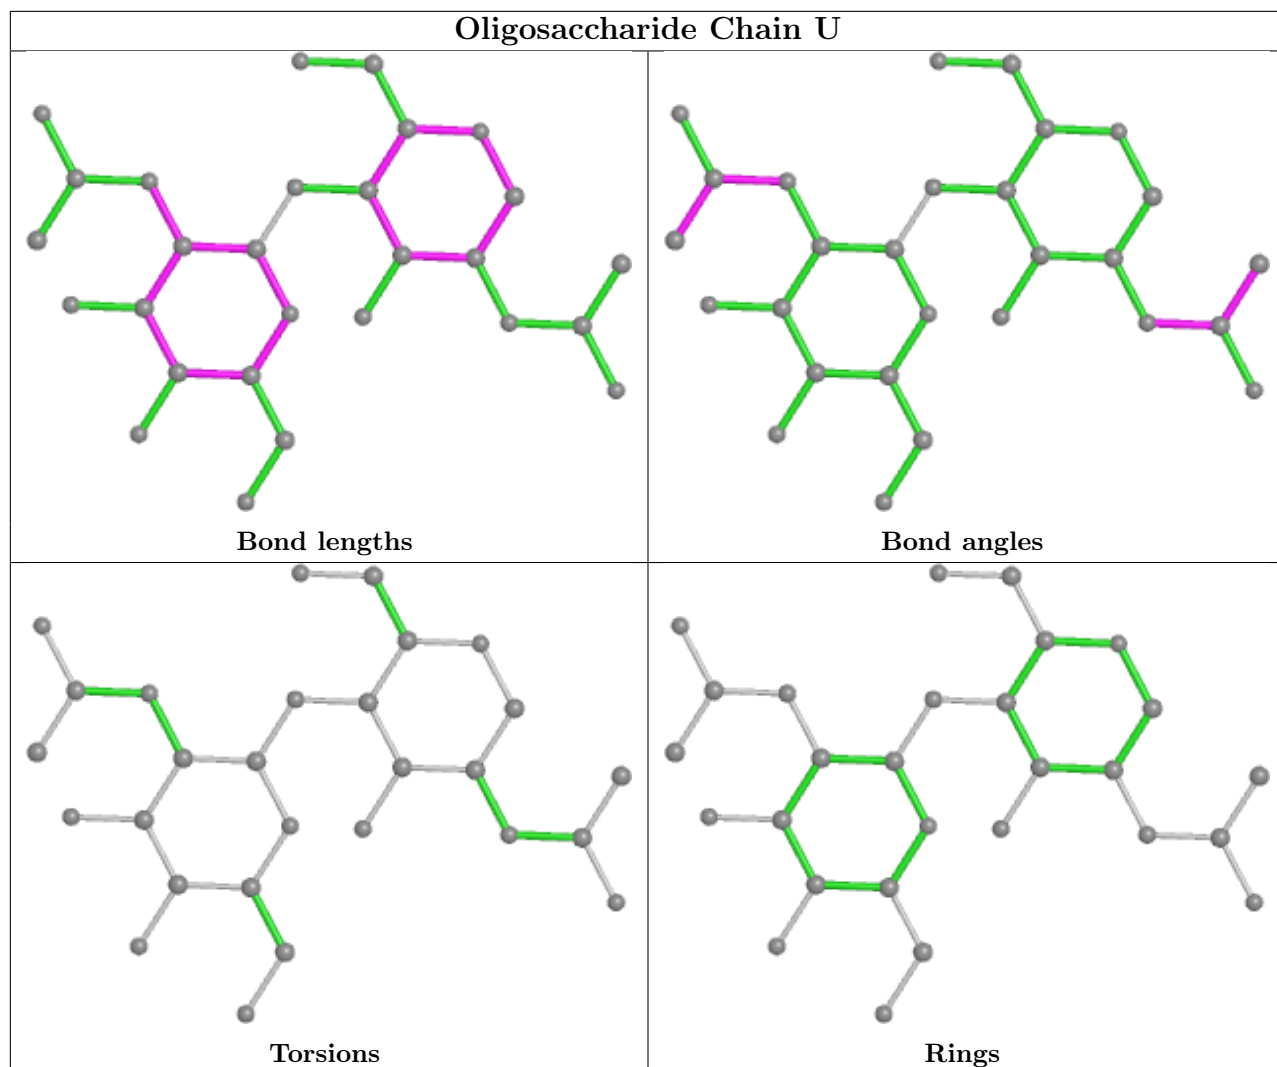 Oligosaccharide Chain U
Bond lengths
Bond angles
Torsions
Rings